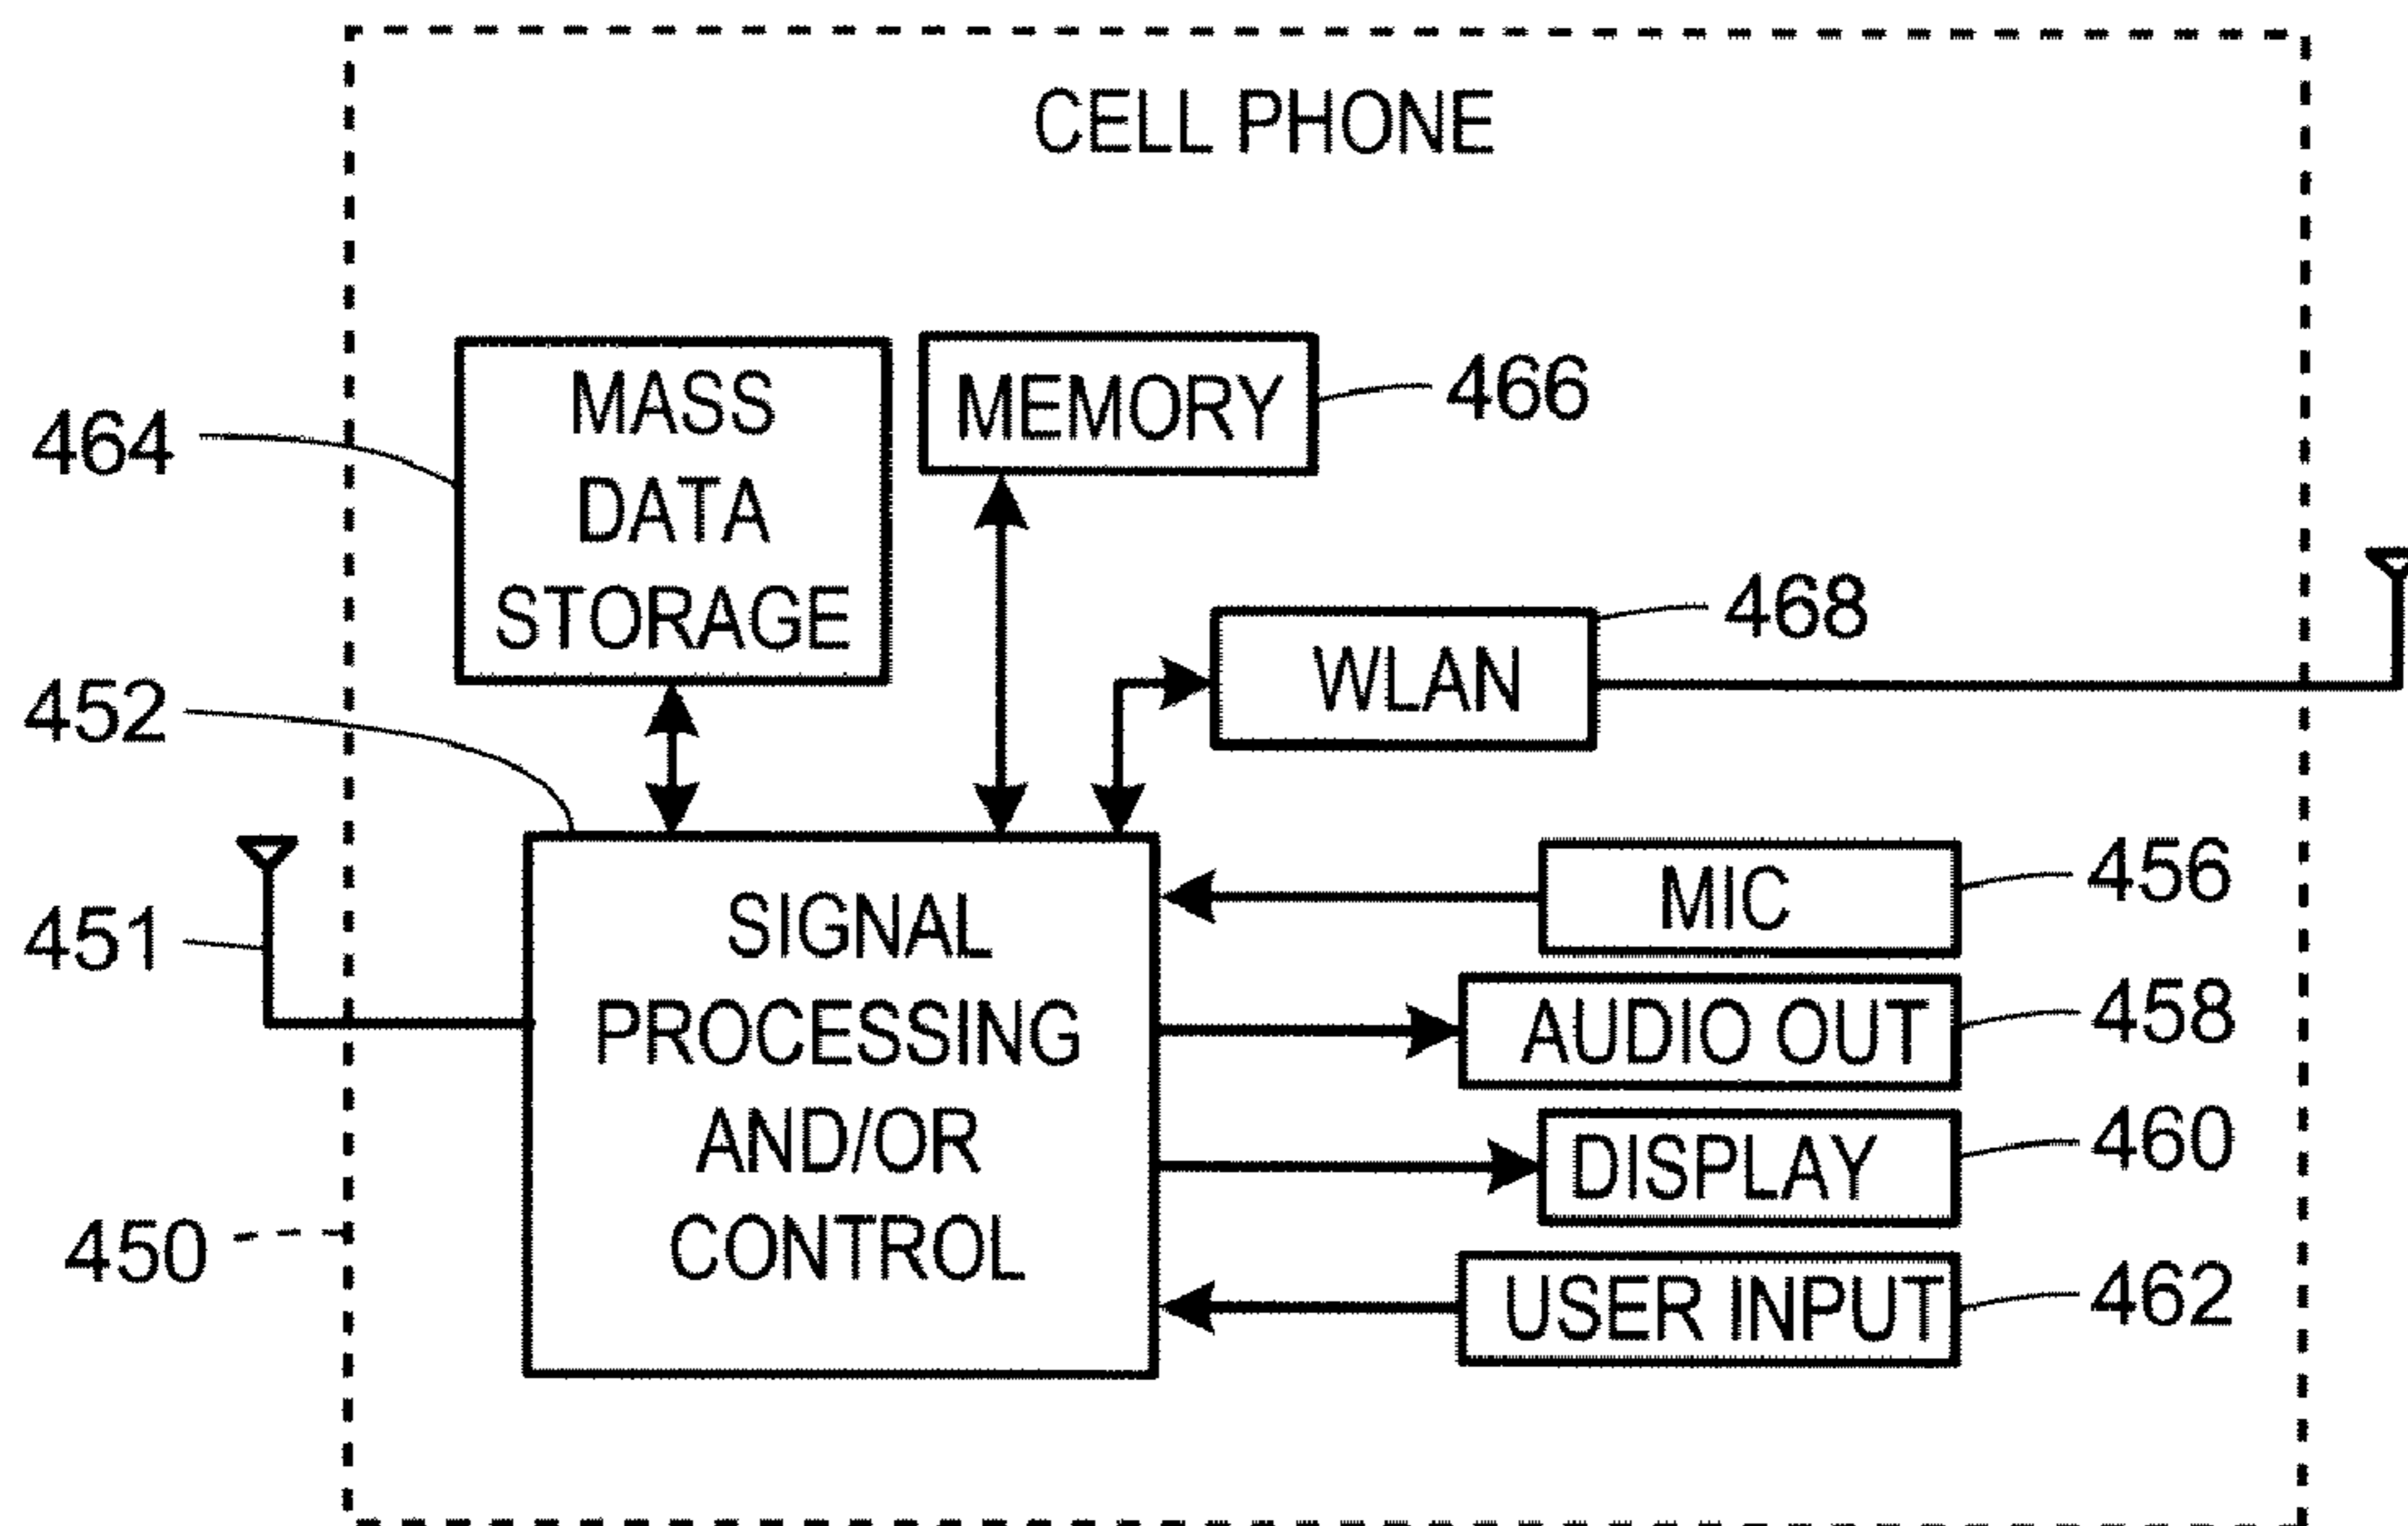 CELL PHONE
MASS
DATA
STORAGE
MEMORY
466
464
WLAN
468
452
SIGNAL
PROCESSING
AND/OR
CONTROL
451
450
MIC
456
AUDIO OUT
458
DISPLAY
460
USER INPUT
462